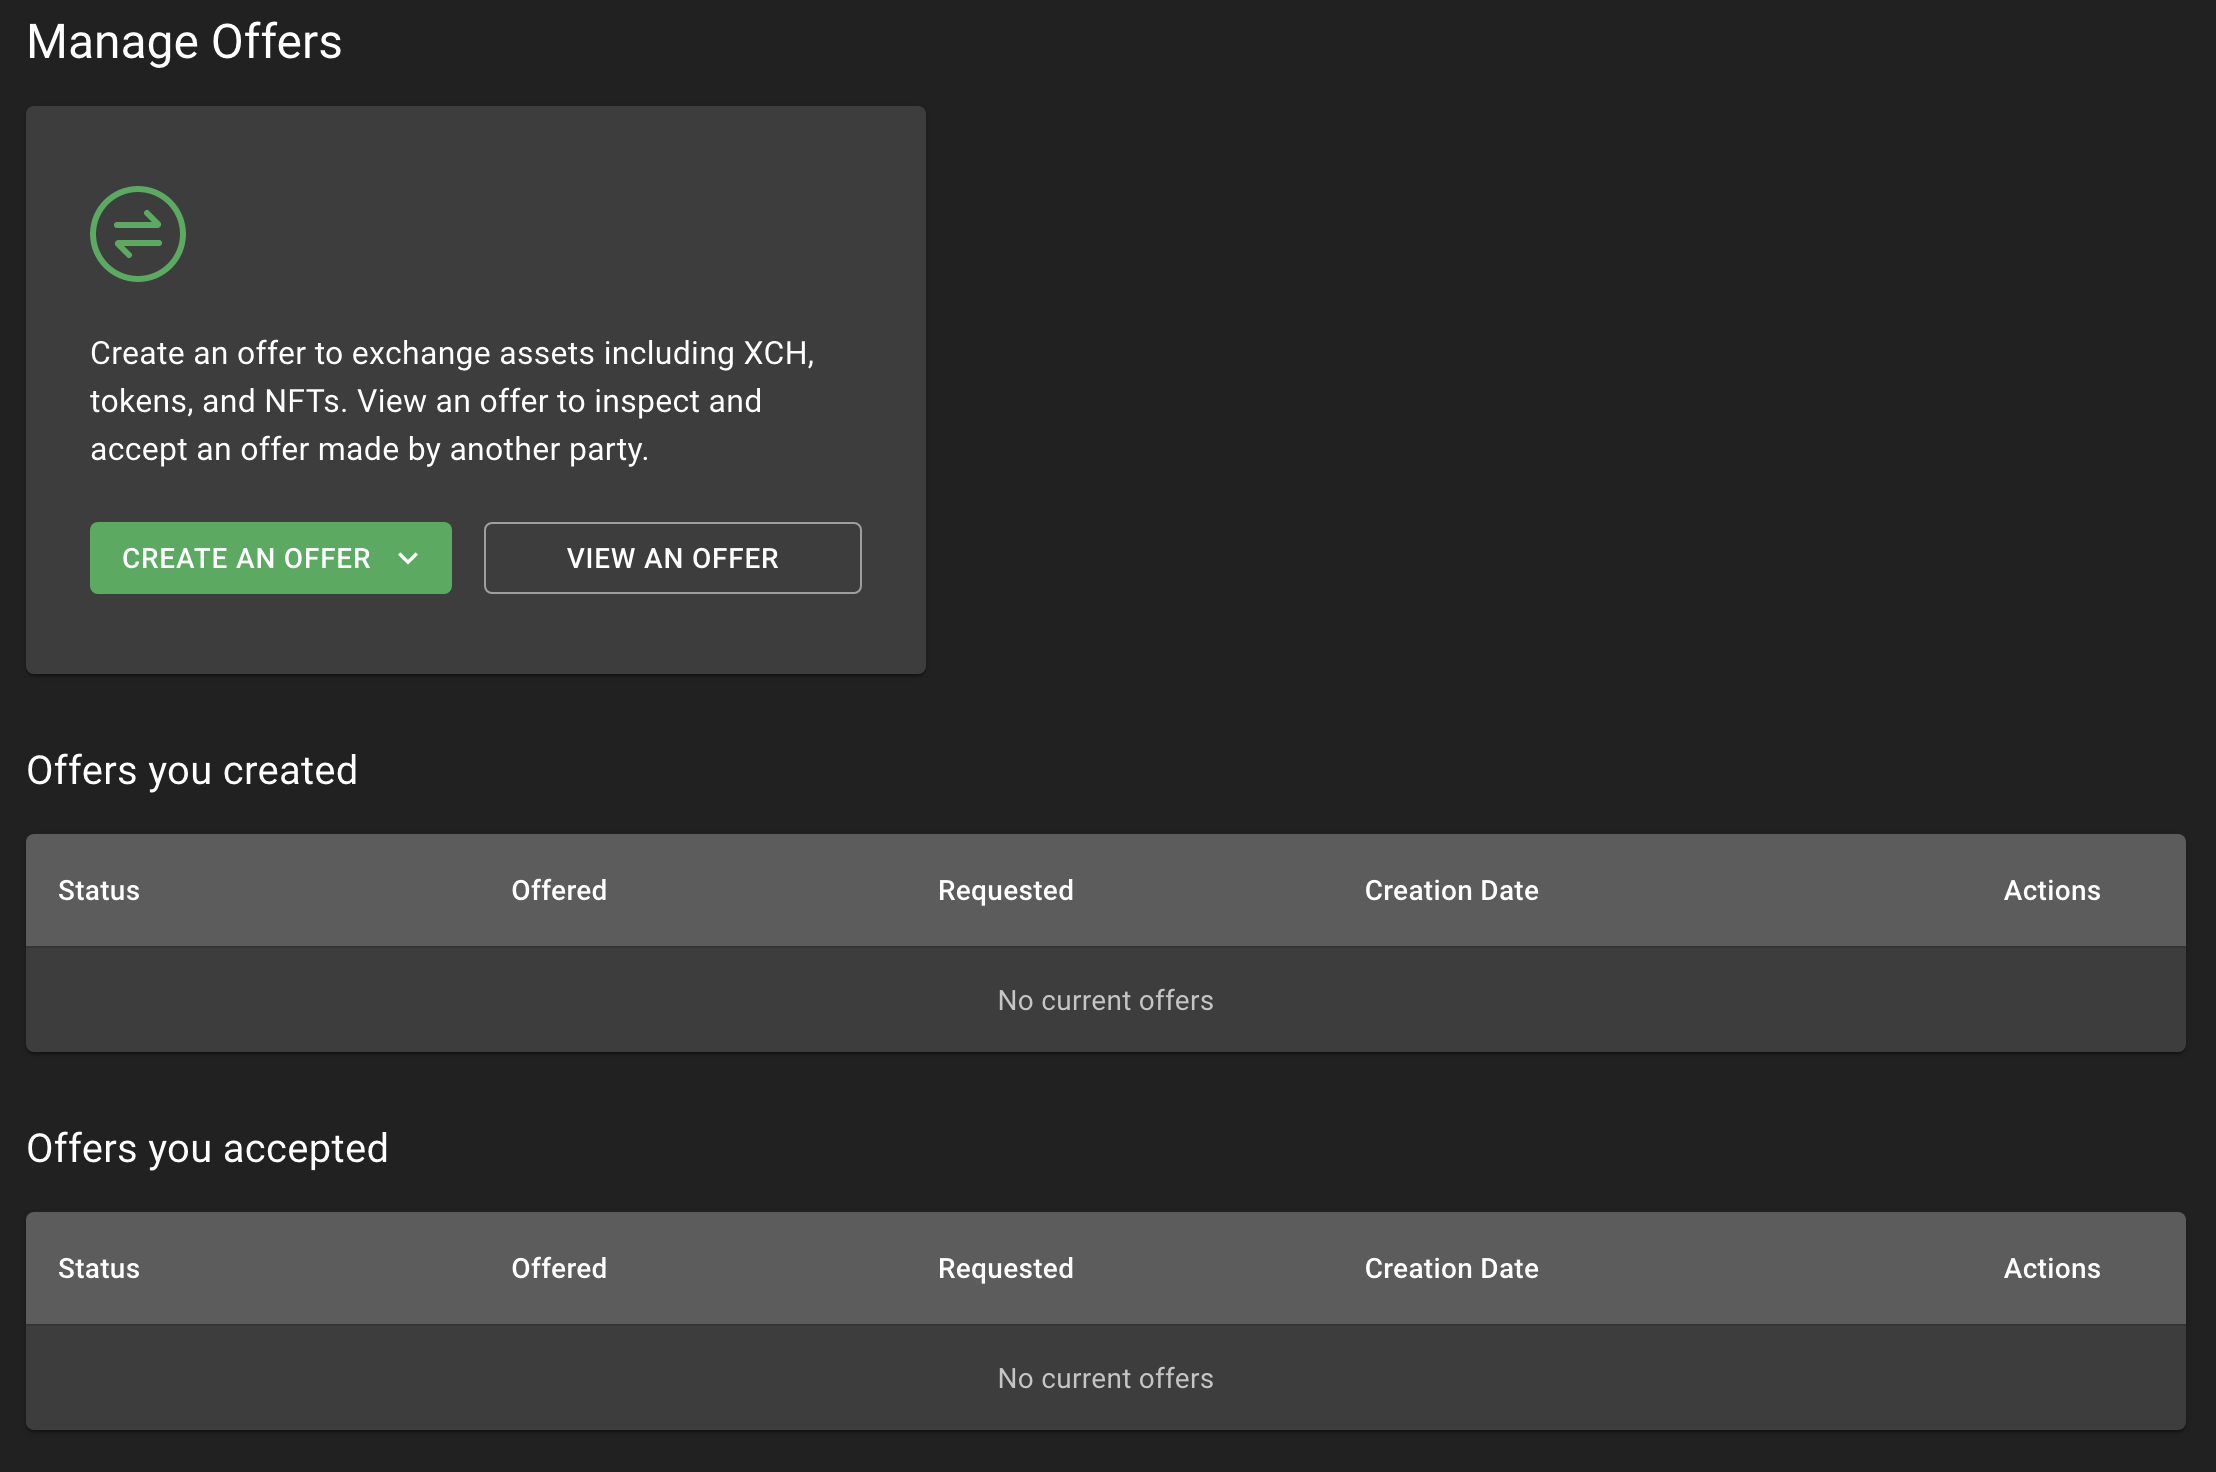 Manage Offers
Create an offer to exchange assets including XCH,
tokens, and NFTs. View an offer to inspect and
accept an offer made by another party.
CREATE AN OFFER
VIEW AN OFFER
Offers you created
Status Offered Requested Creation Date Actions
No current offers
Offers you accepted
Status Offered Requested Creation Date Actions
No current offers